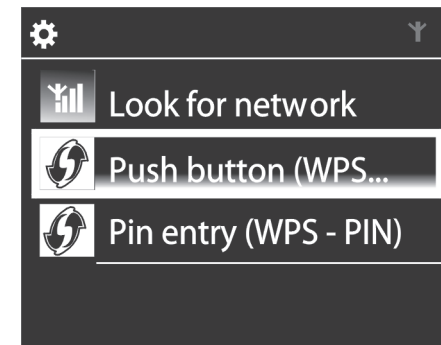 Look for network
Push button (WPS...
Pin entry (WPS - PIN)